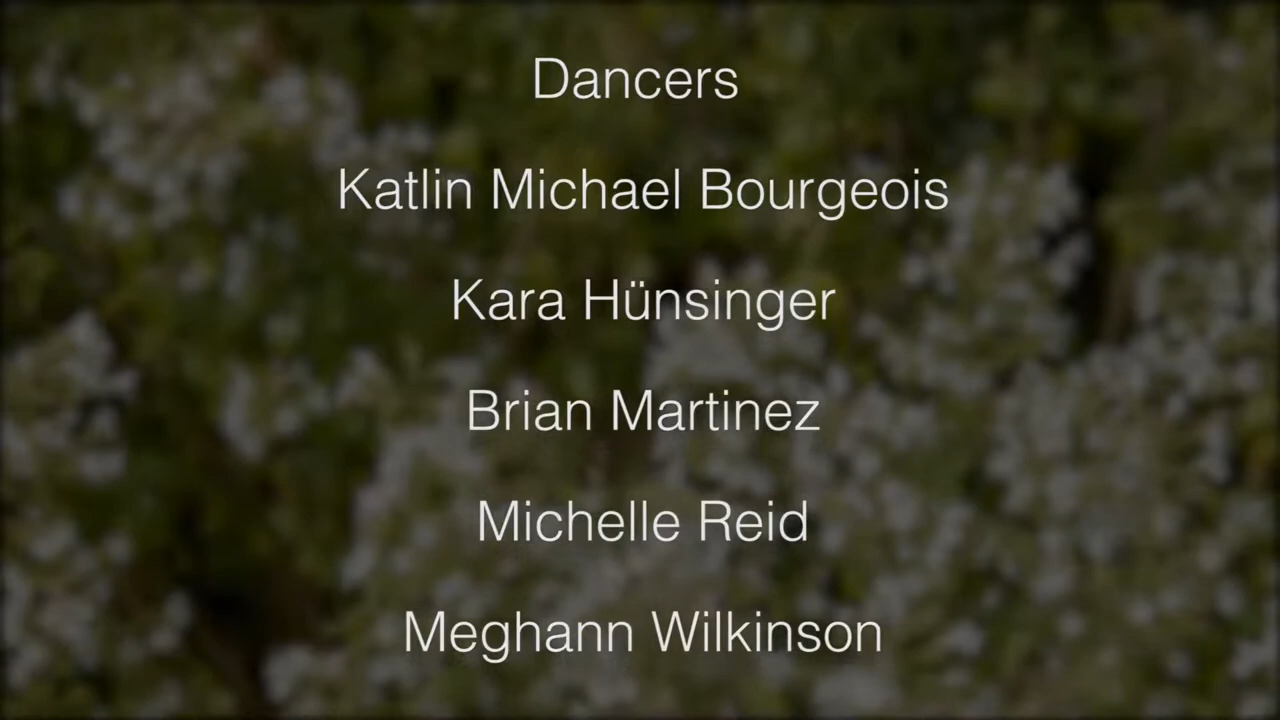 Dancers
Katlin Michael Bourgeois
Kara Hünsinger
Brian Martinez
Michelle Reid
Meghann Wilkinson